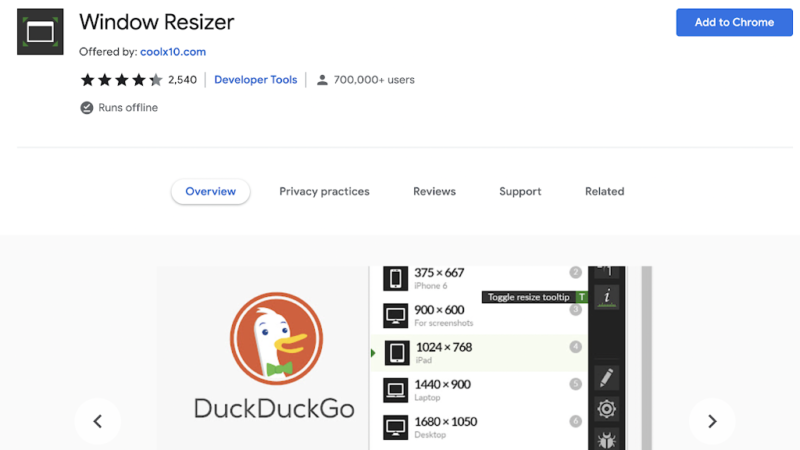 Window Resizer
Add to Chrome
Offered by: coolx10.com
2,540 Developer Tools 700,000+ users
Runs offline
Overview Privacy practices Reviews Support Related
375 × 667 2
iPhone 6
Toggle resize tooltip T
900 × 600 3
For screenshots
1024 × 768 4
iPad
1440 × 900 5
Laptop
1680 × 1050 6
Desktop
DuckDuckGo